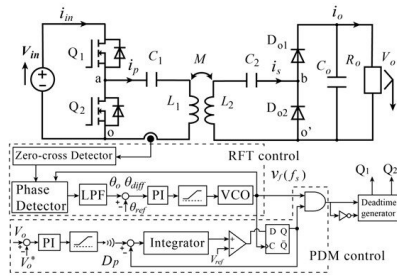 i_in
i_o
V_in
Q_1
C_1
M
C_2
D_o1
i_s
R_o
V_o
a
i_p
b
C_o
Q_2
L_1
L_2
D_o2
o
o'
Zero-cross Detector
RFT control
Q_1
Q_2
Phase Detector
LPF
θ_o
θ_diff
PI
VCO
v_f(f_s)
-
θ_ref
Deadtime generator
PDM control
V_o
PI
D_p
Integrator
V_ref
+
-
D Q
C Q̄
-
V_o*
-